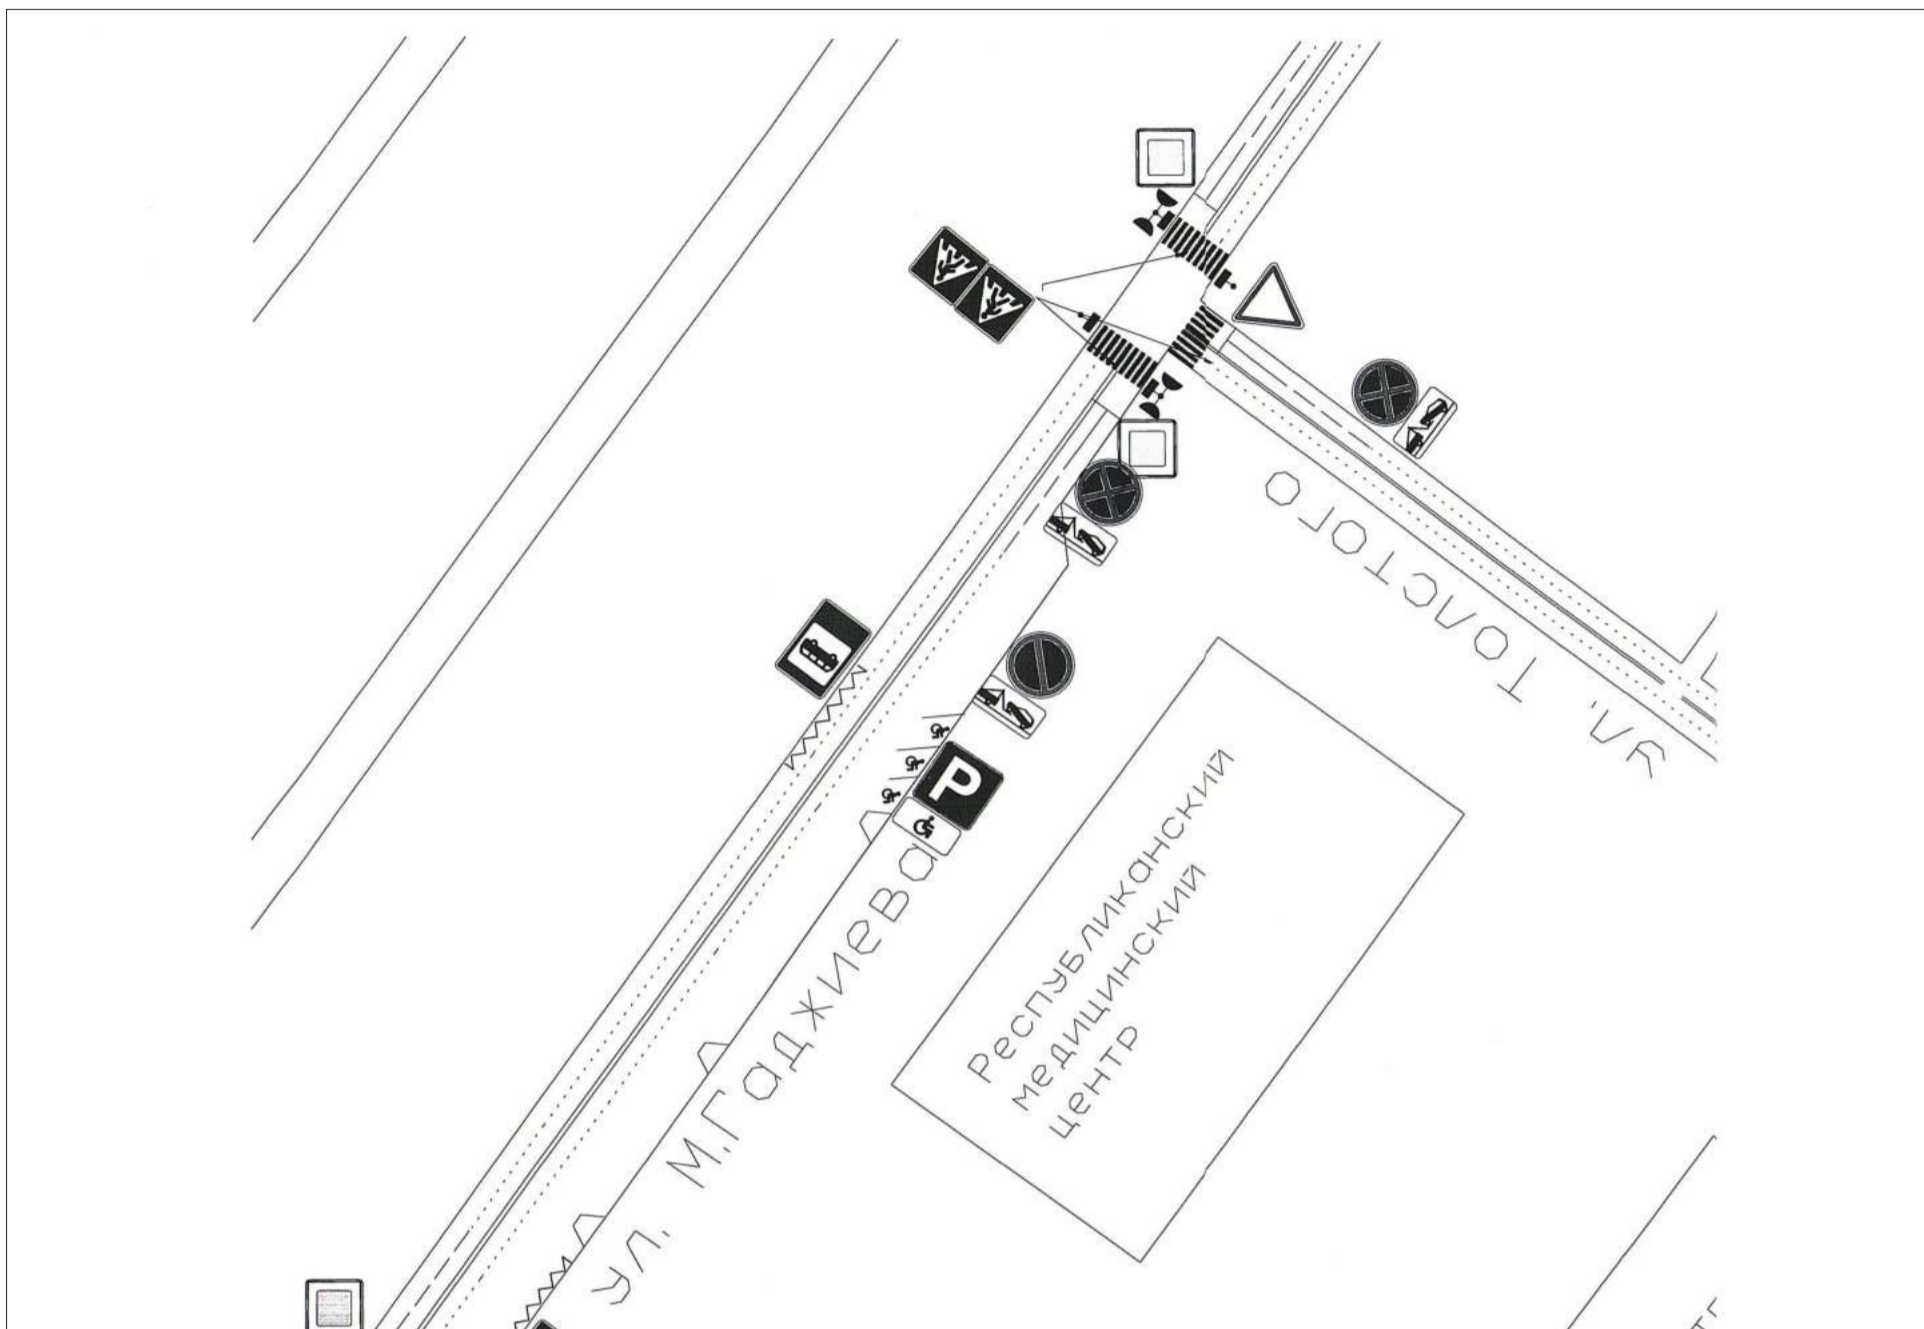 ул. Толстого
P
ул. М.Гаджиева
Республиканский
медицинский
центр